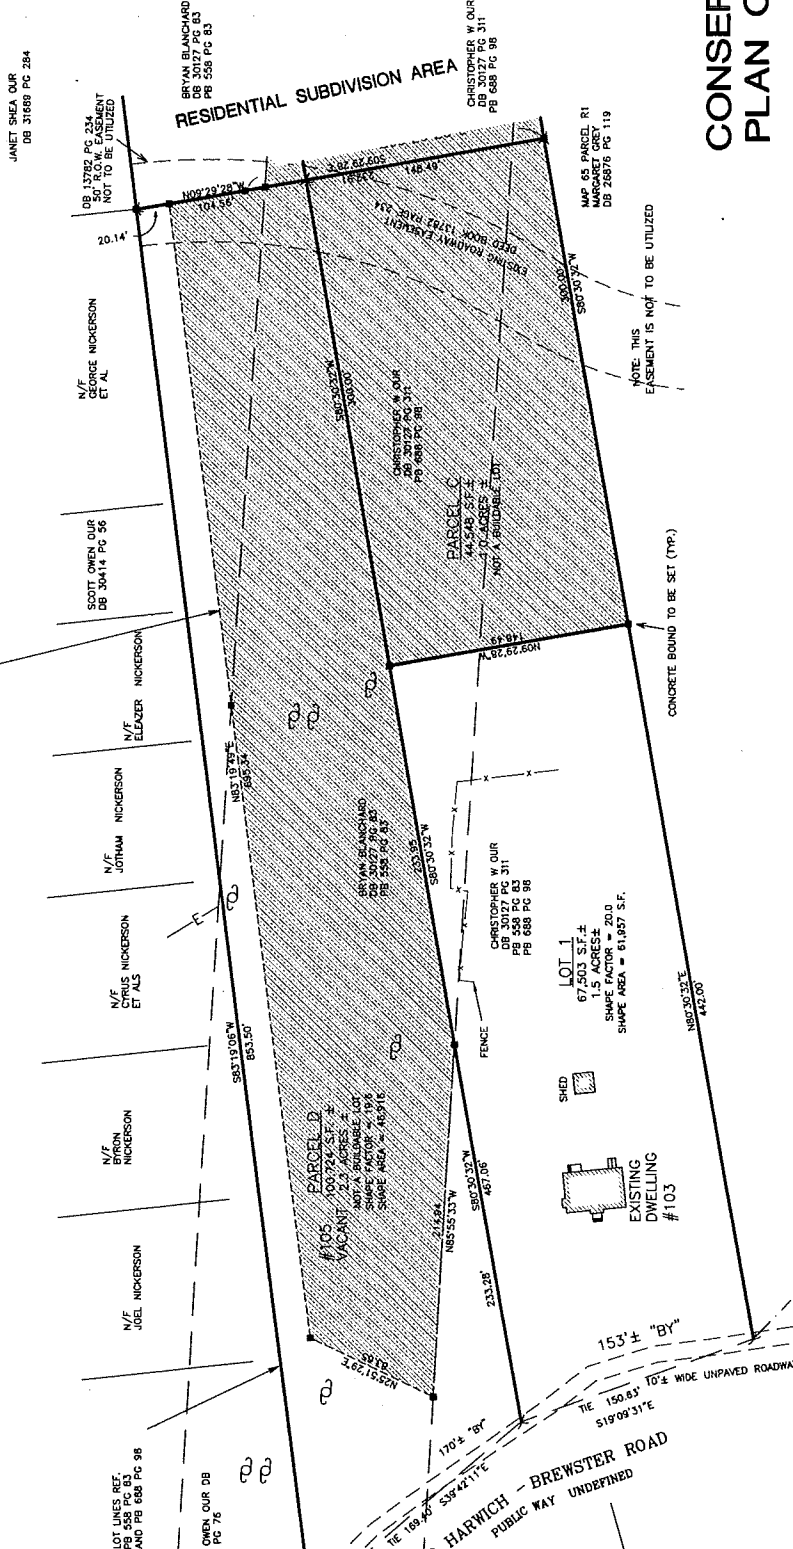 JANET SHEA OUR
DB 31689 PG 284
BRYAN BLANCHARD
DB 30127 PG 83
PB 558 PG 83
RESIDENTIAL SUBDIVISION AREA
CHRISTOPHER W OUR
DB 30127 PG 311
PB 688 PG 98
CONSER
PLAN O
DB 13782 PG 234
50' R.O.W. EASEMENT
NOT TO BE UTILIZED
20.14'
N09°29'28"W
104.56'
S09°29'28"E
148.49'
MAP 65 PARCEL R1
MARGARET GREY
DB 26876 PG 119
EXISTING ROADWAY EASEMENT
DEED BOOK 13782 PAGE 234
300.00'
S80°30'32"W
NOTE: THIS
EASEMENT IS NOT TO BE UTILIZED
N/F
GEORGE NICKERSON
ET AL
S80°30'32"W
300.00'
CHRISTOPHER W OUR
DB 30127 PG 311
PB 688 PG 98
PARCEL C
44,548 S.F.±
1.0 ACRES ±
NOT A BUILDABLE LOT
SCOTT OWEN OUR
DB 30414 PG 56
N09°29'28"W
148.49
CONCRETE BOUND TO BE SET (TYP.)
N/F
ELEAZER NICKERSON
N83°19'49"E
695.34
N/F
JOTHAM NICKERSON
BRYAN BLANCHARD
DB 30127 PG 83
PB 558 PG 83
233.95
S80°30'32"W
x
x
x
x
x
x
CHRISTOPHER W OUR
DB 30127 PG 311
PB 558 PG 83
PB 688 PG 98
LOT 1
67,503 S.F.±
1.5 ACRES±
SHAPE FACTOR = 20.0
SHAPE AREA = 61,957 S.F.
N80°30'32"E
442.00'
E
N/F
CYRUS NICKERSON
ET ALS
S83°19'06"W
853.50'
FENCE
SHED
N/F
BYRON
NICKERSON
#105
VACANT
PARCEL D
100,724 S.F. ±
2.3 ACRES ±
NOT A BUILDABLE LOT
SHAPE FACTOR = 19.8
SHAPE AREA = 48,916
214.94
N85°55'33"W
S80°30'32"W
467.06'
233.28'
EXISTING
DWELLING
#103
N/F
JOEL NICKERSON
N25°51'29"E
83.85
153'± "BY"
10'± WIDE UNPAVED ROADWA
TIE 150.83'
S19°09'31"E
170'± "BY"
TIE 169.40'
S39°42'11"E
HARWICH - BREWSTER ROAD
PUBLIC WAY UNDEFINED
LOT LINES REF.
PB 558 PG 83
AND PB 688 PG 98
OWEN OUR DB
PG 76